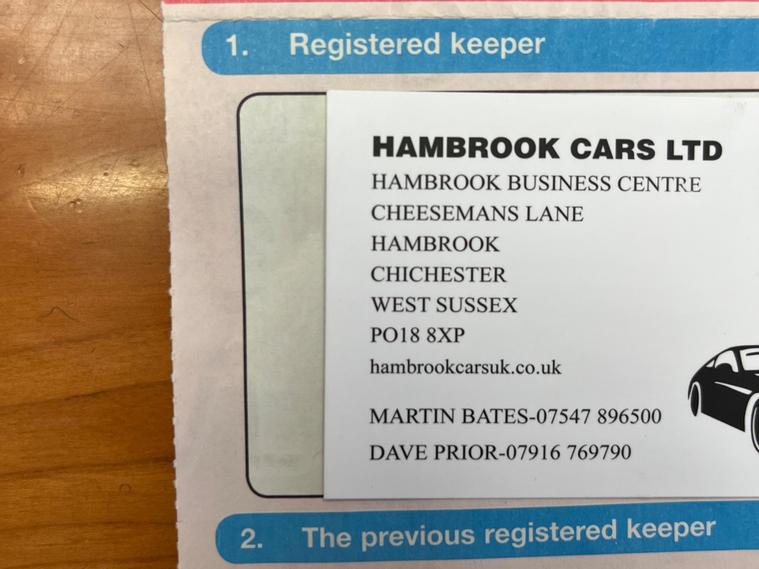 1. Registered keeper
HAMBROOK CARS LTD
HAMBROOK BUSINESS CENTRE
CHEESEMANS LANE
HAMBROOK
CHICHESTER
WEST SUSSEX
PO18 8XP
hambrookcarsuk.co.uk
MARTIN BATES-07547 896500
DAVE PRIOR-07916 769790
2. The previous registered keeper